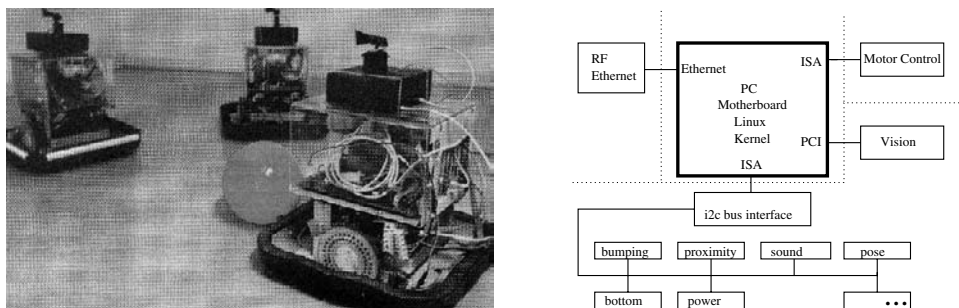 RF
Ethernet
Ethernet
ISA
Motor Control
PC
Motherboard
Linux
Kernel
PCI
Vision
ISA
i2c bus interface
bumping
proximity
sound
pose
bottom
power
...